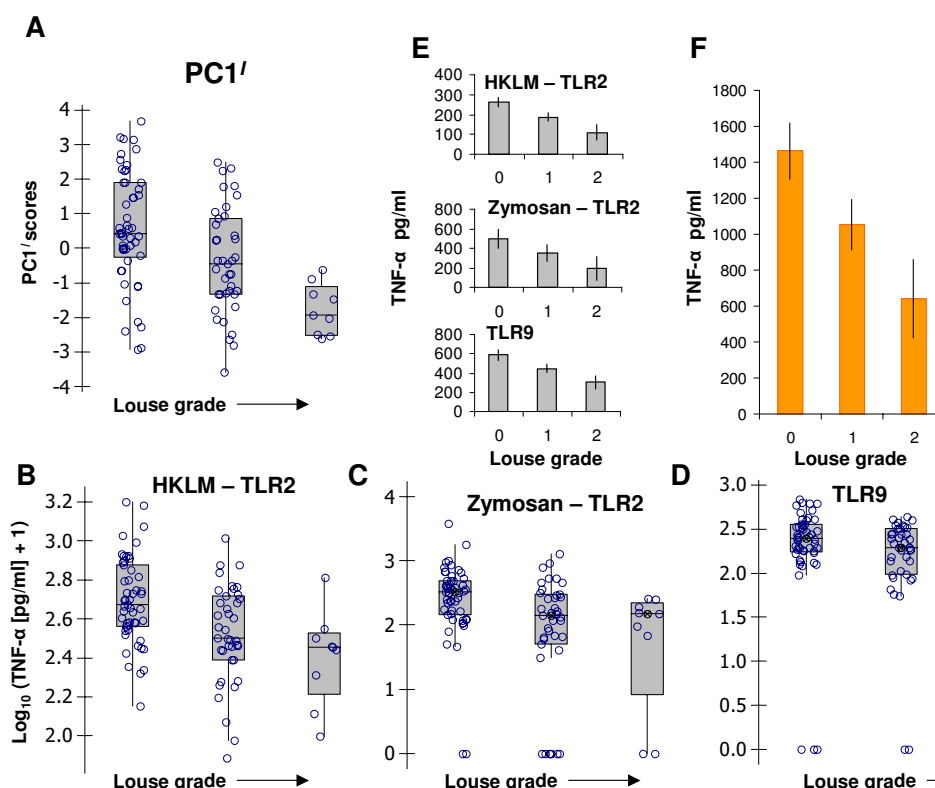 A
PC1ᴵ
PC1ᴵ scores
4
3
2
1
0
-1
-2
-3
-4
Louse grade
E
HKLM – TLR2
400
300
200
100
0
0 1 2
Zymosan – TLR2
800
600
400
200
0
0 1 2
TLR9
800
600
400
200
0
0 1 2
Louse grade
TNF-α pg/ml
F
1800
1600
1400
1200
1000
800
600
400
200
0
0 1 2
Louse grade
TNF-α pg/ml
B
HKLM – TLR2
Log₁₀ (TNF-α [pg/ml] + 1)
3.2
3.0
2.8
2.6
2.4
2.2
2.0
Louse grade
C
Zymosan – TLR2
4
3
2
1
0
Louse grade
D
TLR9
3.0
2.5
2.0
1.5
1.0
0.5
0.0
Louse grade